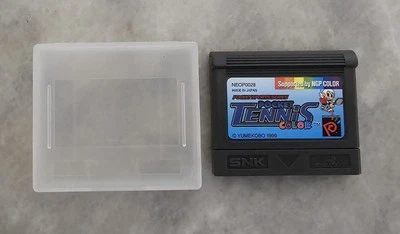 NEOP0028
MADE IN JAPAN
Supported by NGP COLOR
POCKET
TENNIS
COLOR
© YUMEKOBO 1999
SNK